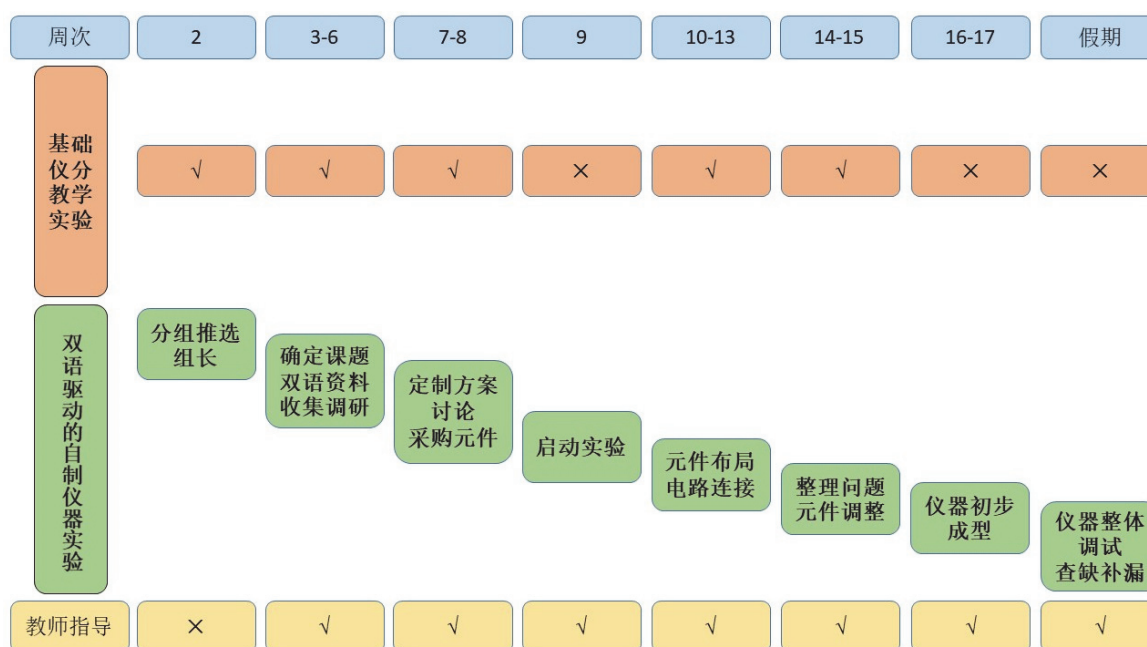 周次 2 3-6 7-8 9 10-13 14-15 16-17 假期
基础
仪分
教学
实验
√ √ √ × √ √ × ×
双语驱动的自制仪器实验
分组推选
组长
确定课题
双语资料
收集调研
定制方案
讨论
采购元件
启动实验
元件布局
电路连接
整理问题
元件调整
仪器初步
成型
仪器整体
调试
查缺补漏
教师指导 × √ √ √ √ √ √ √